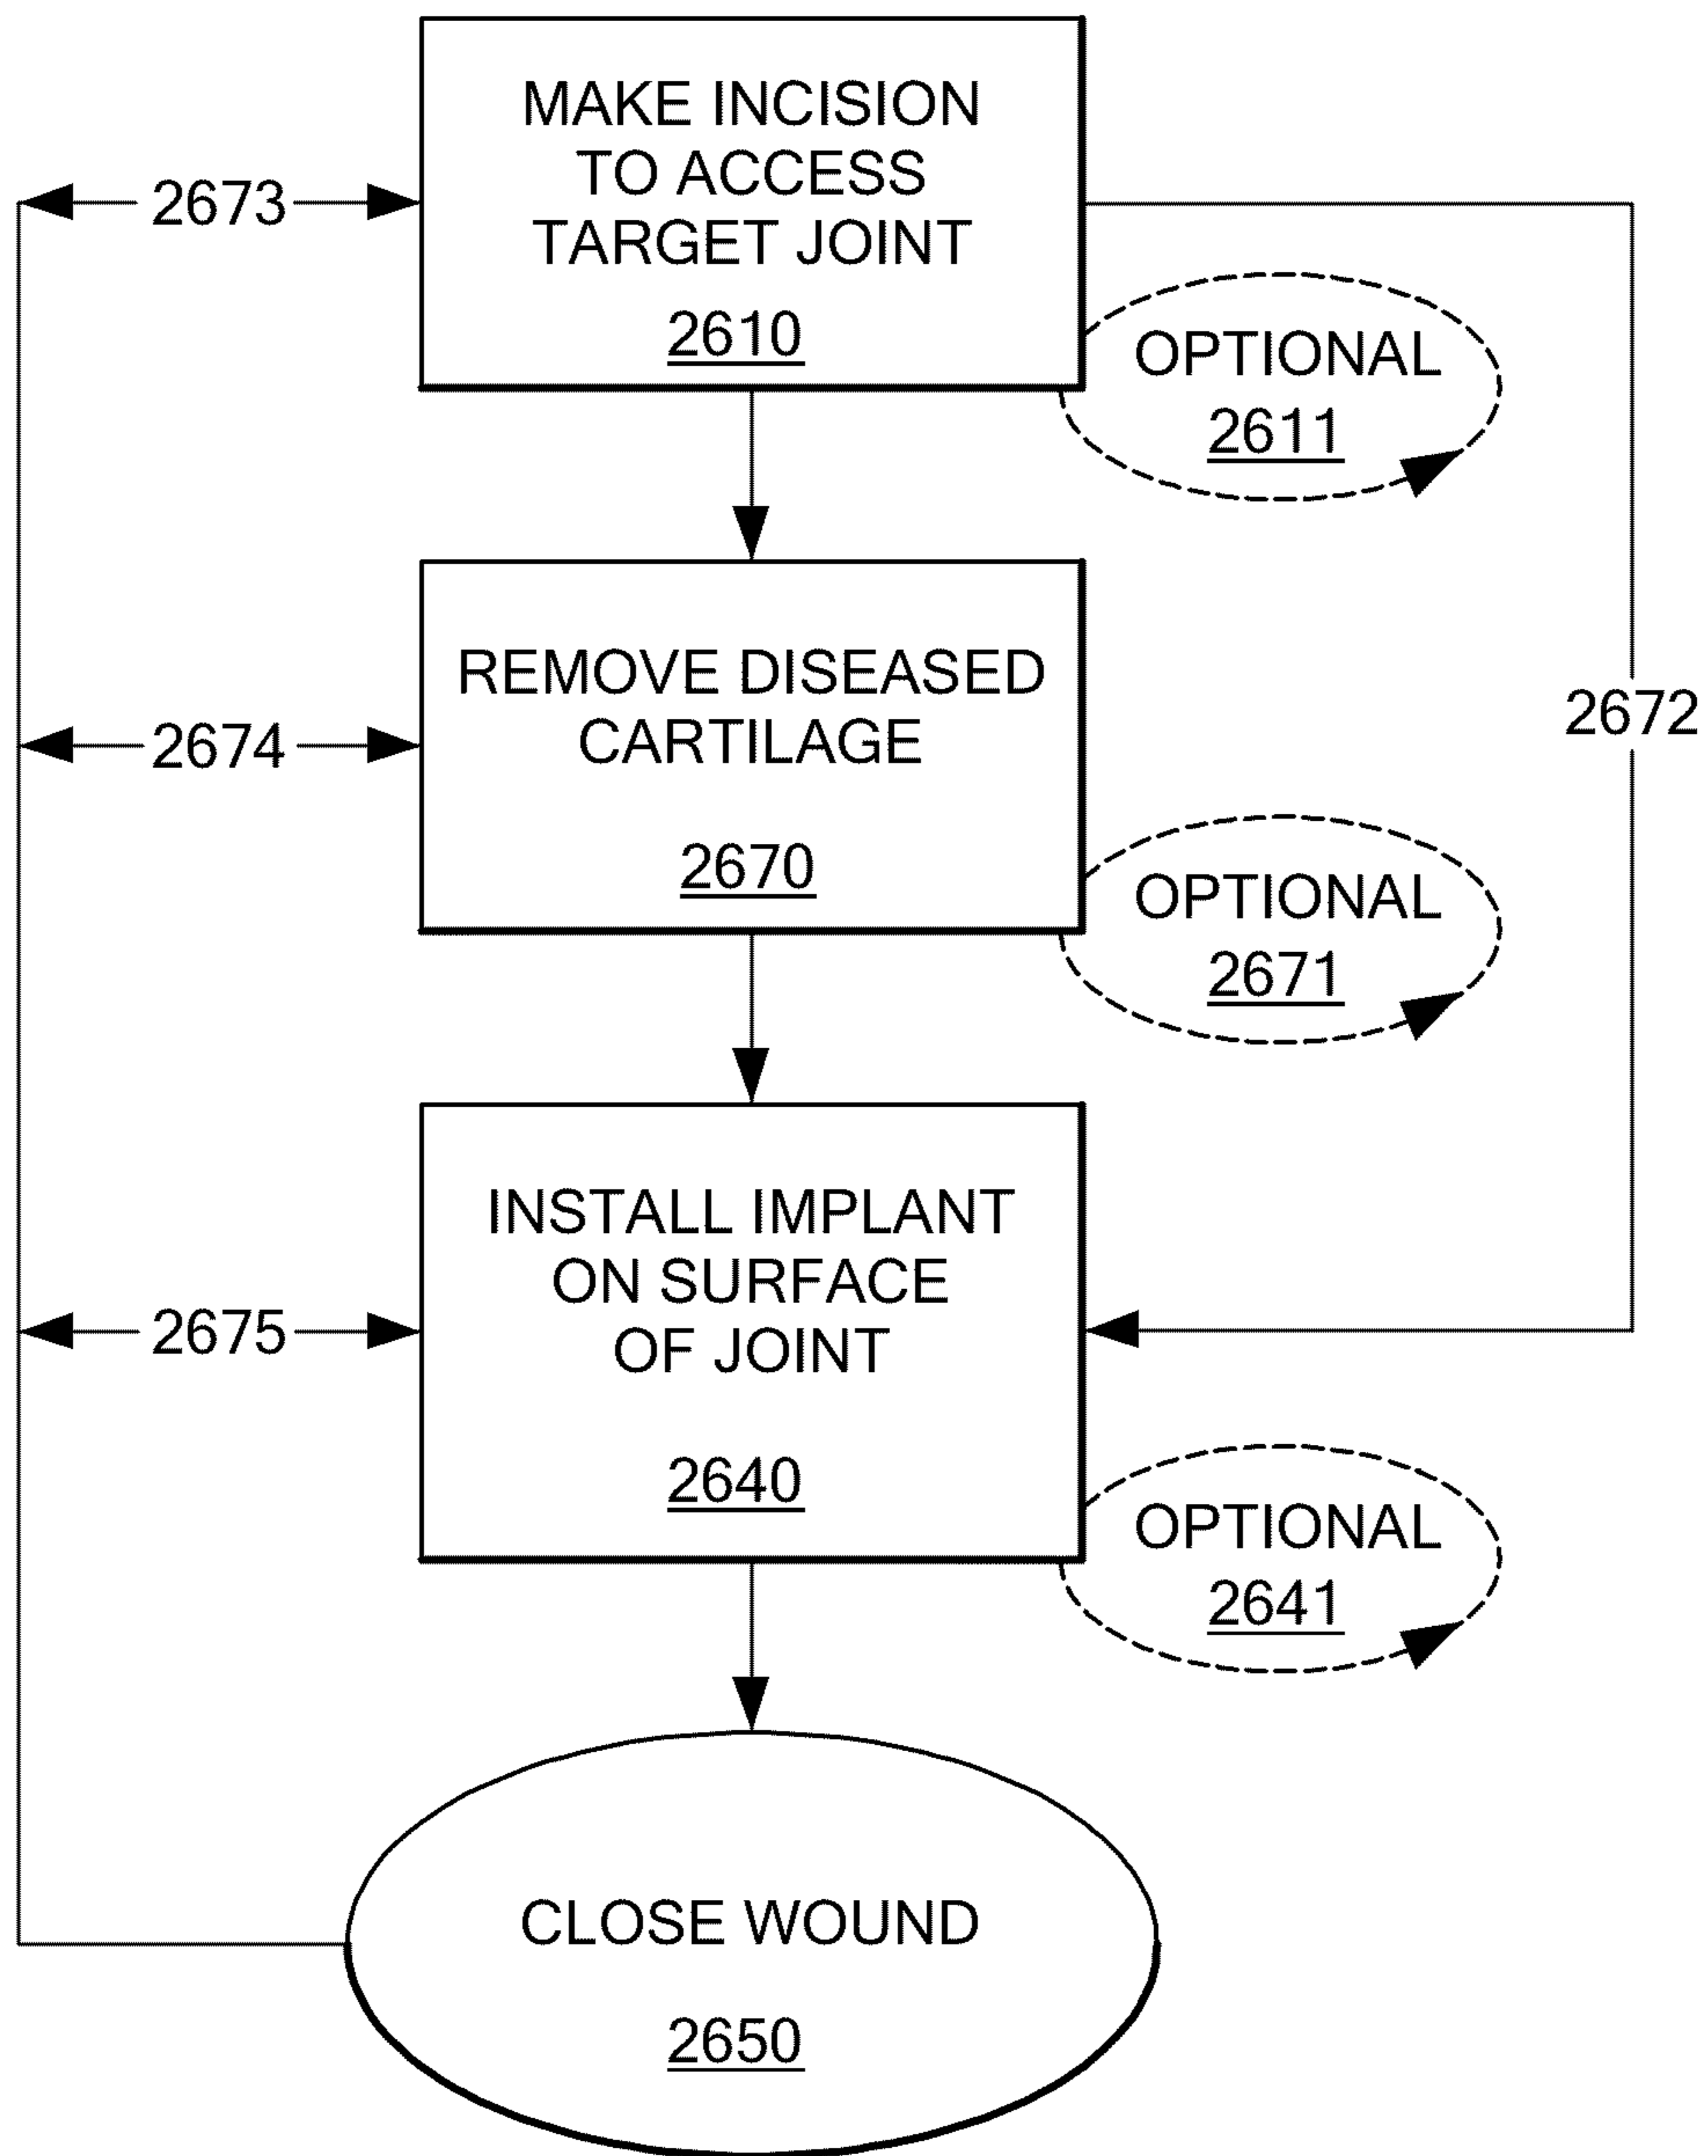 MAKE INCISION
TO ACCESS
TARGET JOINT
2610
2673
OPTIONAL
2611
REMOVE DISEASED
CARTILAGE
2670
2674
2672
OPTIONAL
2671
INSTALL IMPLANT
ON SURFACE
OF JOINT
2640
2675
OPTIONAL
2641
CLOSE WOUND
2650